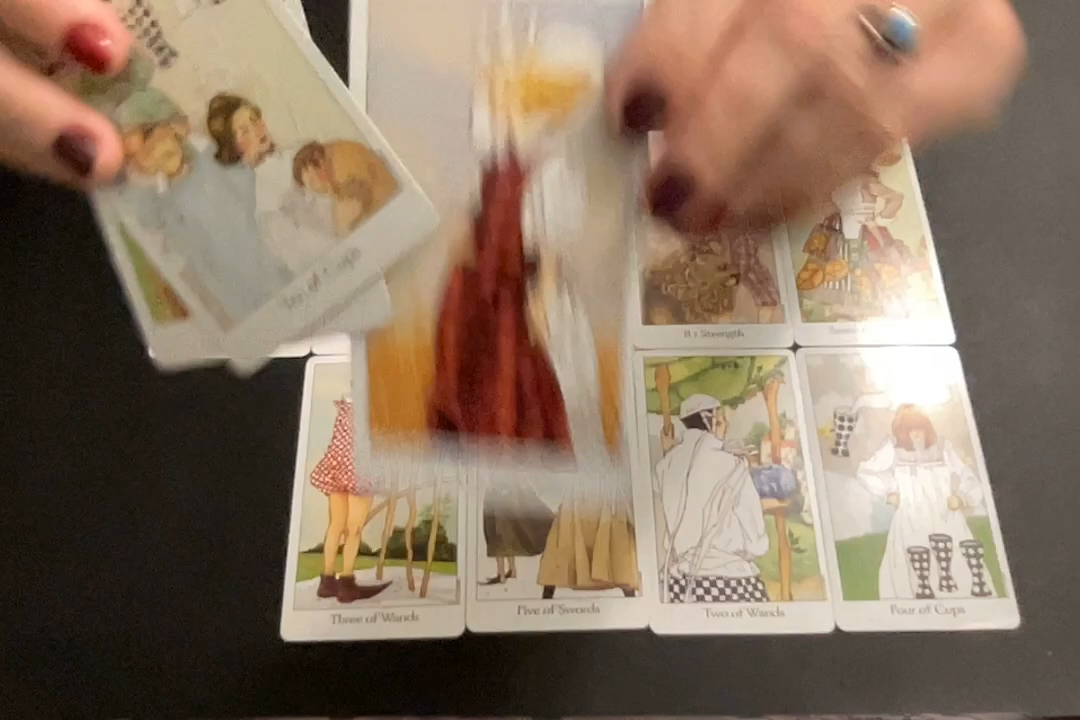 Ten of Cups
8 • Strength
Three of Wands
Five of Swords
Two of Wands
Four of Cups